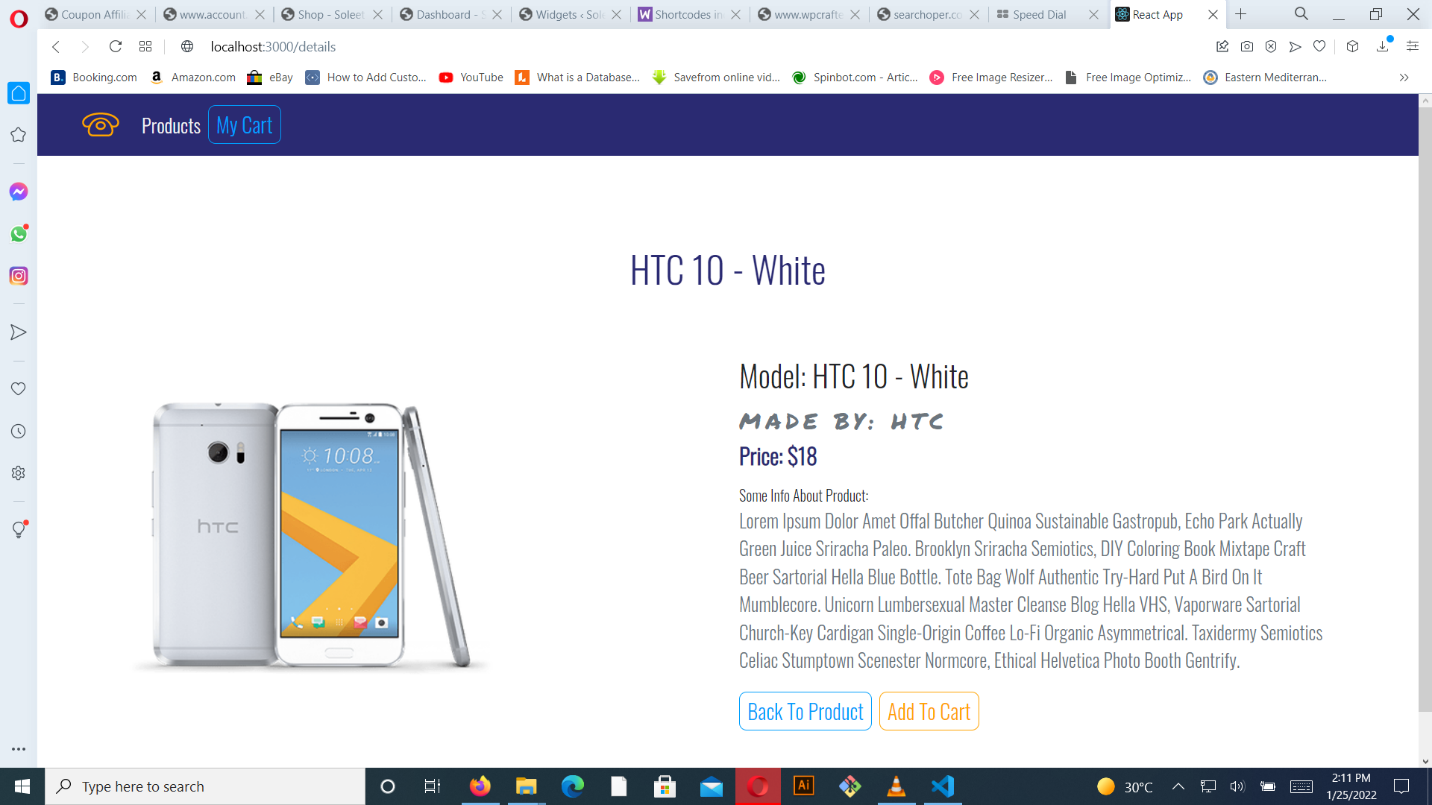 Coupon Affilia
www.account
Shop - Soleet
Dashboard - S
Widgets ‹ Sole
Shortcodes in
www.wpcrafte
searchoper.co
Speed Dial
React App
localhost:3000/details
Booking.com
Amazon.com
eBay
How to Add Custo...
YouTube
What is a Database...
Savefrom online vid...
Spinbot.com - Artic...
Free Image Resizer...
Free Image Optimiz...
Eastern Mediterran...
Products
My Cart
HTC 10 - White
10:08
hTC
Model: HTC 10 - White
MADE BY: HTC
Price: $18
Some Info About Product:
Lorem Ipsum Dolor Amet Offal Butcher Quinoa Sustainable Gastropub, Echo Park Actually
Green Juice Sriracha Paleo. Brooklyn Sriracha Semiotics, DIY Coloring Book Mixtape Craft
Beer Sartorial Hella Blue Bottle. Tote Bag Wolf Authentic Try-Hard Put A Bird On It
Mumblecore. Unicorn Lumbersexual Master Cleanse Blog Hella VHS, Vaporware Sartorial
Church-Key Cardigan Single-Origin Coffee Lo-Fi Organic Asymmetrical. Taxidermy Semiotics
Celiac Stumptown Scenester Normcore, Ethical Helvetica Photo Booth Gentrify.
Back To Product
Add To Cart
Type here to search
Ai
30°C
2:11 PM
1/25/2022